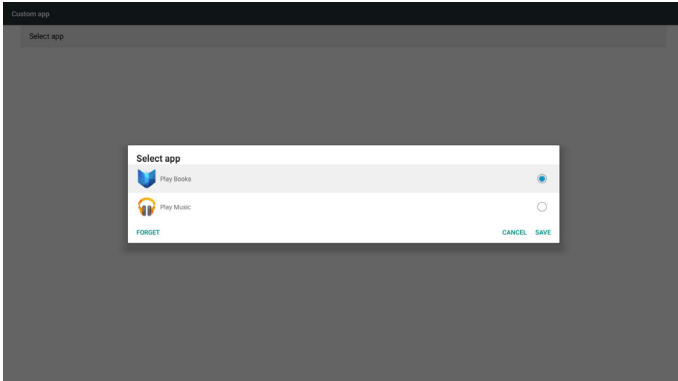 Custom app
Select app
Select app
Play Books
Play Music
FORGET
CANCEL SAVE